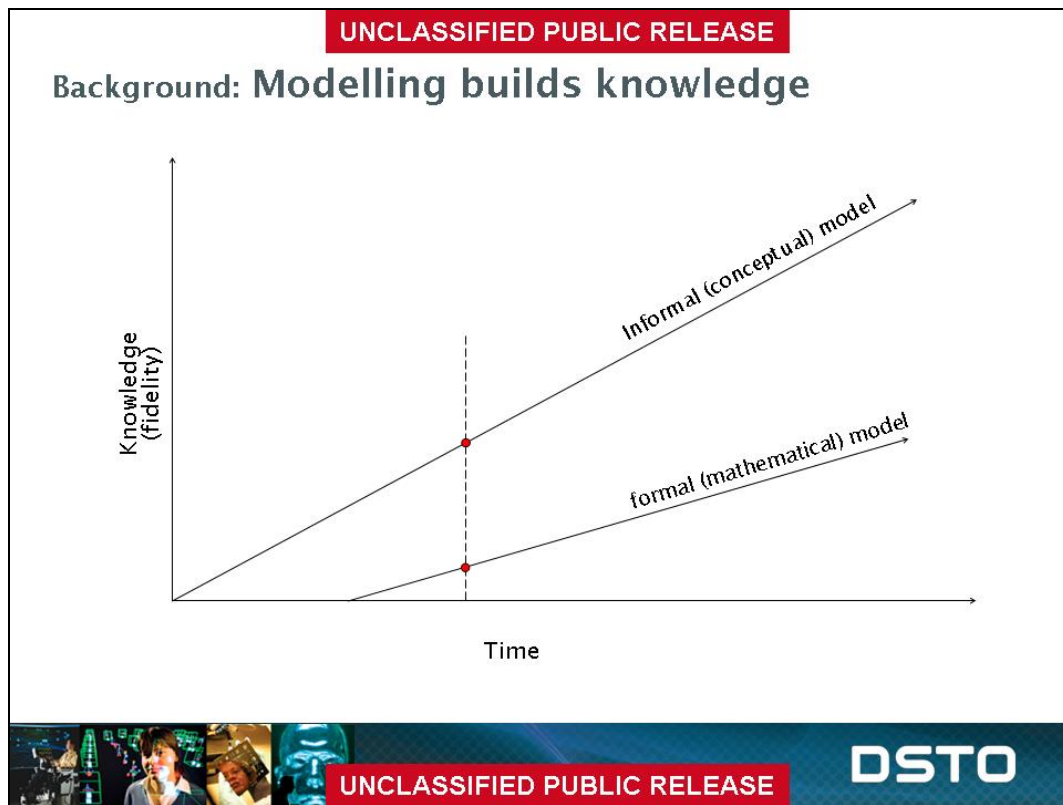 UNCLASSIFIED PUBLIC RELEASE
Background: Modelling builds knowledge
Informal (conceptual) model
Knowledge
(fidelity)
formal (mathematical) model
Time
DSTO
UNCLASSIFIED PUBLIC RELEASE